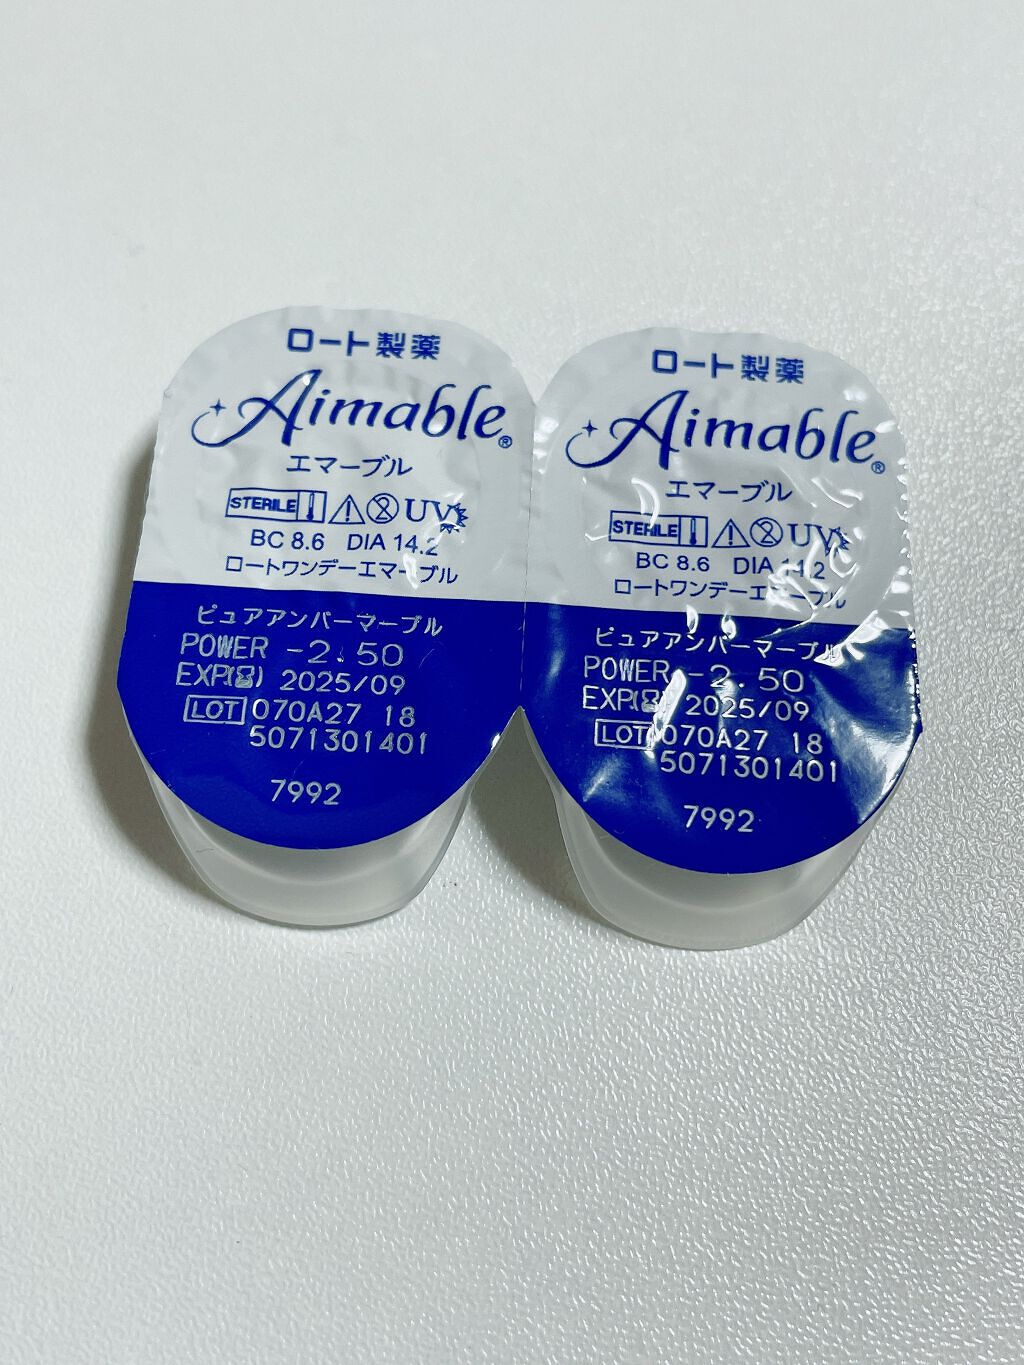 ロート製薬
Aimable®
エマーブル
STERILE UV
BC 8.6 DIA 14.2
ロートワンデーエマーブル
ピュアアンバーマーブル
POWER -2.50
EXP(⌛) 2025/09
LOT 070A27 18
5071301401
7992
ロート製薬
Aimable®
エマーブル
STERILE UV
BC 8.6 DIA 14.2
ロートワンデーエマーブル
ピュアアンバーマーブル
POWER -2.50
EXP(⌛) 2025/09
LOT 070A27 18
5071301401
7992